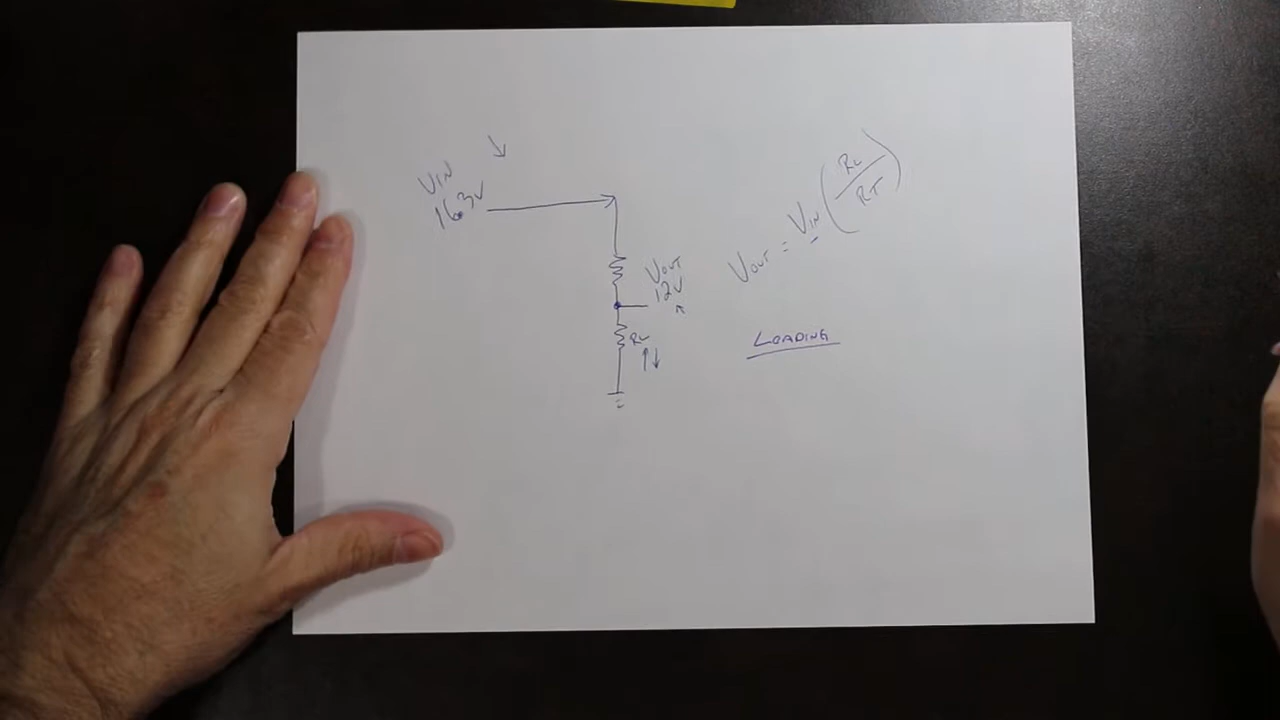 VIN
16.3V
VOUT
12V
RL
VOUT = VIN (RL/RT)
LOADING